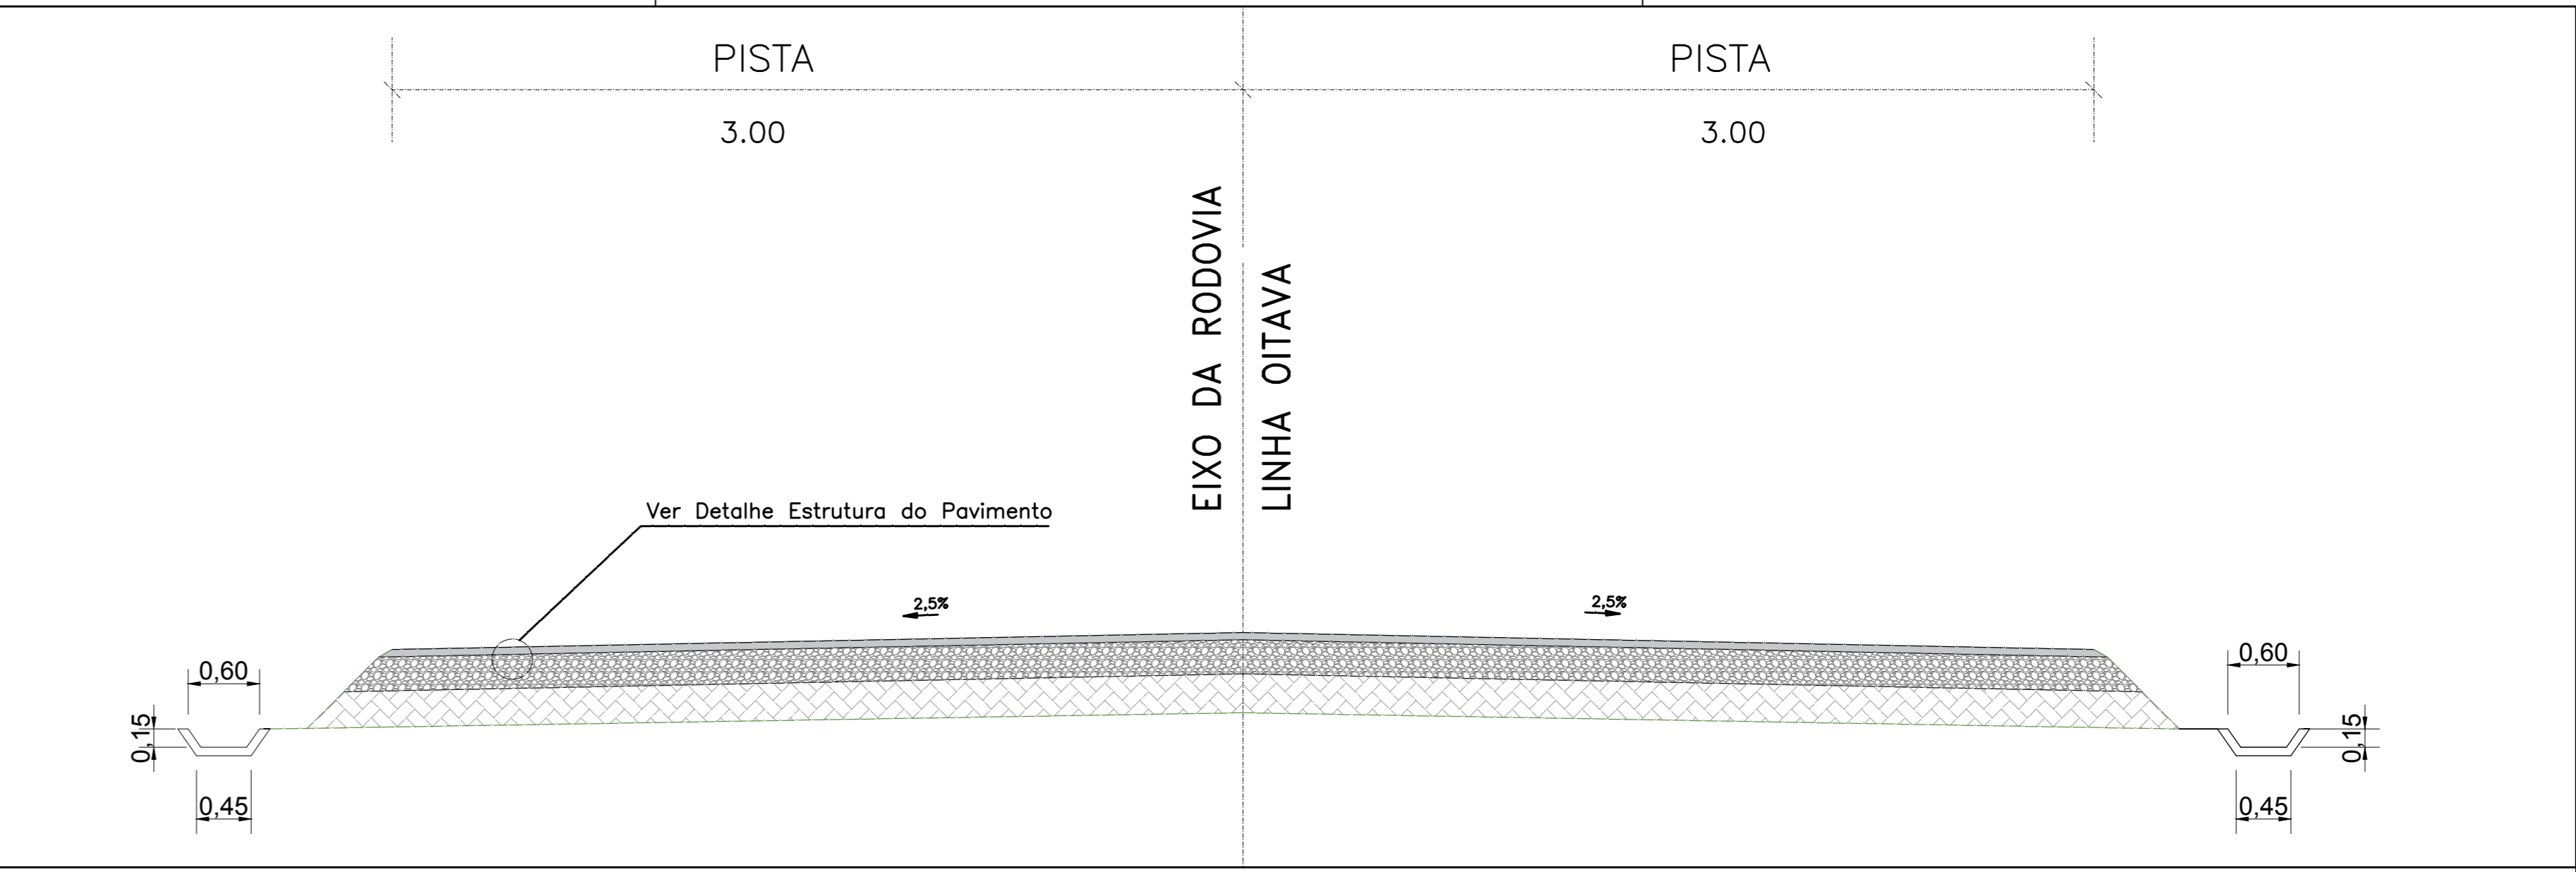 PISTA
PISTA
3.00
3.00
EIXO DA RODOVIA
LINHA OITAVA
Ver Detalhe Estrutura do Pavimento
2,5%
2,5%
0,60
0,60
0,15
0,15
0,45
0,45